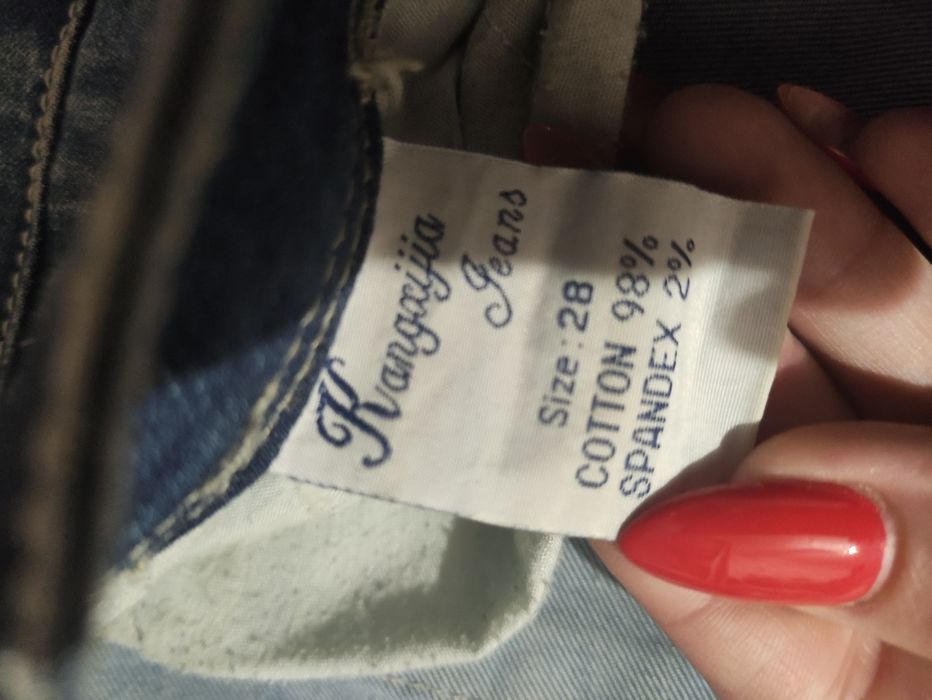 Kangxijia
Jeans
Size:28
COTTON 98%
SPANDEX 2%